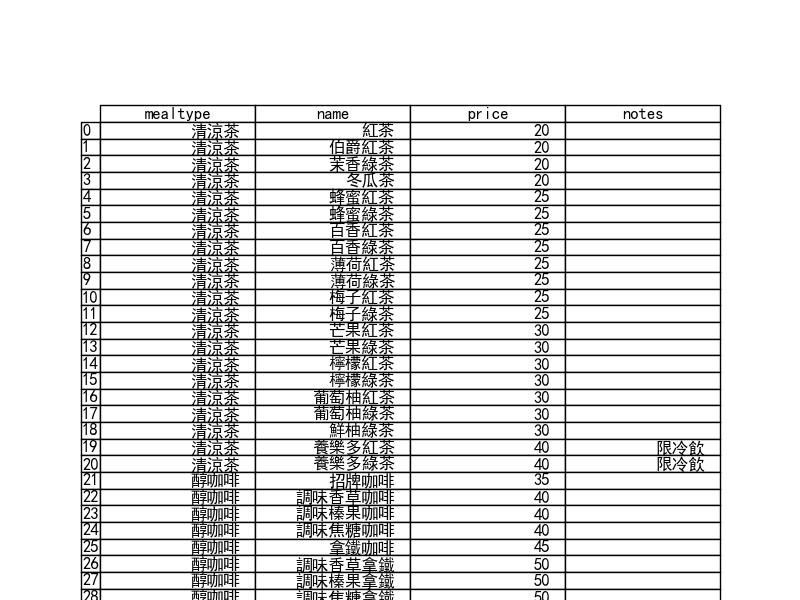 mealtype name price notes
0 清涼茶 紅茶 20
1 清涼茶 伯爵紅茶 20
2 清涼茶 茉香綠茶 20
3 清涼茶 冬瓜茶 20
4 清涼茶 蜂蜜紅茶 25
5 清涼茶 蜂蜜綠茶 25
6 清涼茶 百香紅茶 25
7 清涼茶 百香綠茶 25
8 清涼茶 薄荷紅茶 25
9 清涼茶 薄荷綠茶 25
10 清涼茶 梅子紅茶 25
11 清涼茶 梅子綠茶 25
12 清涼茶 芒果紅茶 30
13 清涼茶 芒果綠茶 30
14 清涼茶 檸檬紅茶 30
15 清涼茶 檸檬綠茶 30
16 清涼茶 葡萄柚紅茶 30
17 清涼茶 葡萄柚綠茶 30
18 清涼茶 鮮柚綠茶 30
19 清涼茶 養樂多紅茶 40 限冷飲
20 清涼茶 養樂多綠茶 40 限冷飲
21 醇咖啡 招牌咖啡 35
22 醇咖啡 調味香草咖啡 40
23 醇咖啡 調味榛果咖啡 40
24 醇咖啡 調味焦糖咖啡 40
25 醇咖啡 拿鐵咖啡 45
26 醇咖啡 調味香草拿鐵 50
27 醇咖啡 調味榛果拿鐵 50
28 醇咖啡 調味焦糖拿鐵 50